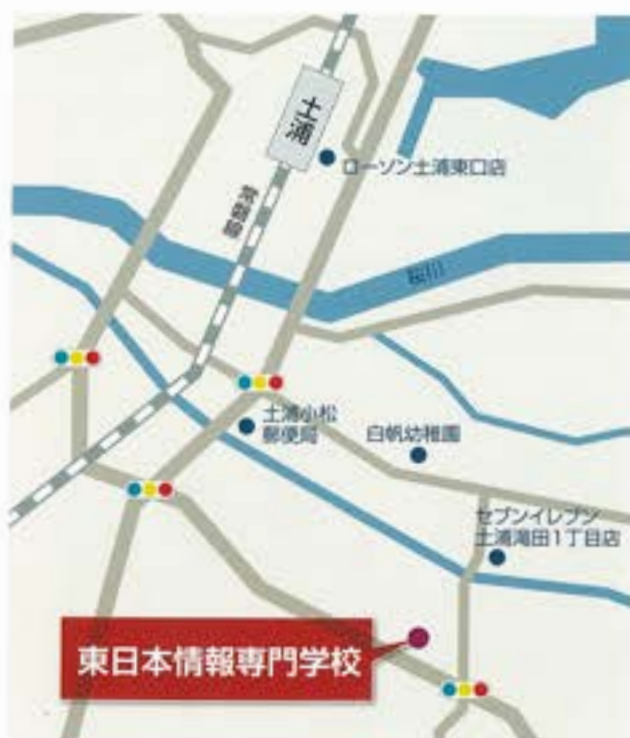 土浦
ローソン土浦東口店
常磐線
桜川
土浦小松
郵便局
白帆幼稚園
セブンイレブン
土浦滝田1丁目店
東日本情報専門学校